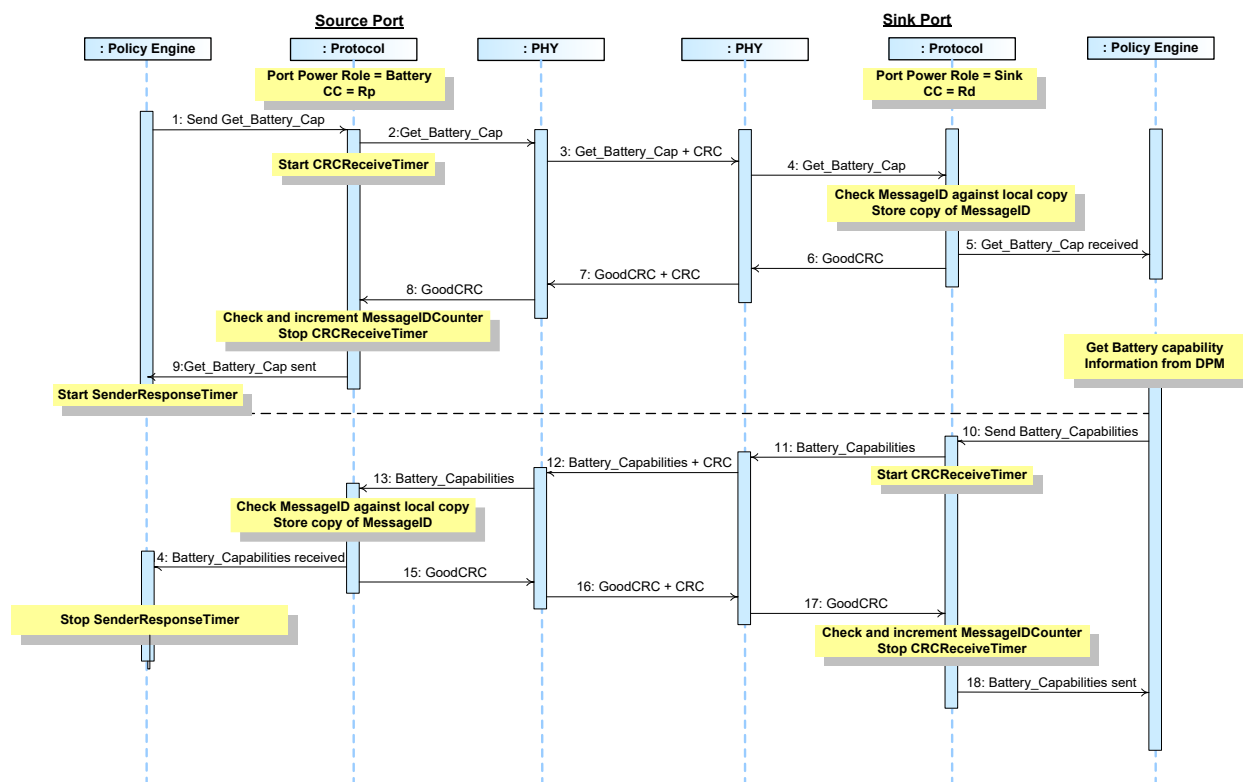 Source Port
Sink Port
: Policy Engine
: Protocol
: PHY
: PHY
: Protocol
: Policy Engine
Port Power Role = Battery
CC = Rp
Port Power Role = Sink
CC = Rd
1: Send Get_Battery_Cap
2:Get_Battery_Cap
Start CRCReceiveTimer
3: Get_Battery_Cap + CRC
4: Get_Battery_Cap
Check MessageID against local copy
Store copy of MessageID
5: Get_Battery_Cap received
6: GoodCRC
7: GoodCRC + CRC
8: GoodCRC
Check and increment MessageIDCounter
Stop CRCReceiveTimer
9:Get_Battery_Cap sent
Start SenderResponseTimer
Get Battery capability
Information from DPM
10: Send Battery_Capabilities
11: Battery_Capabilities
Start CRCReceiveTimer
12: Battery_Capabilities + CRC
13: Battery_Capabilities
Check MessageID against local copy
Store copy of MessageID
4: Battery_Capabilities received
15: GoodCRC
16: GoodCRC + CRC
17: GoodCRC
Stop SenderResponseTimer
Check and increment MessageIDCounter
Stop CRCReceiveTimer
18: Battery_Capabilities sent